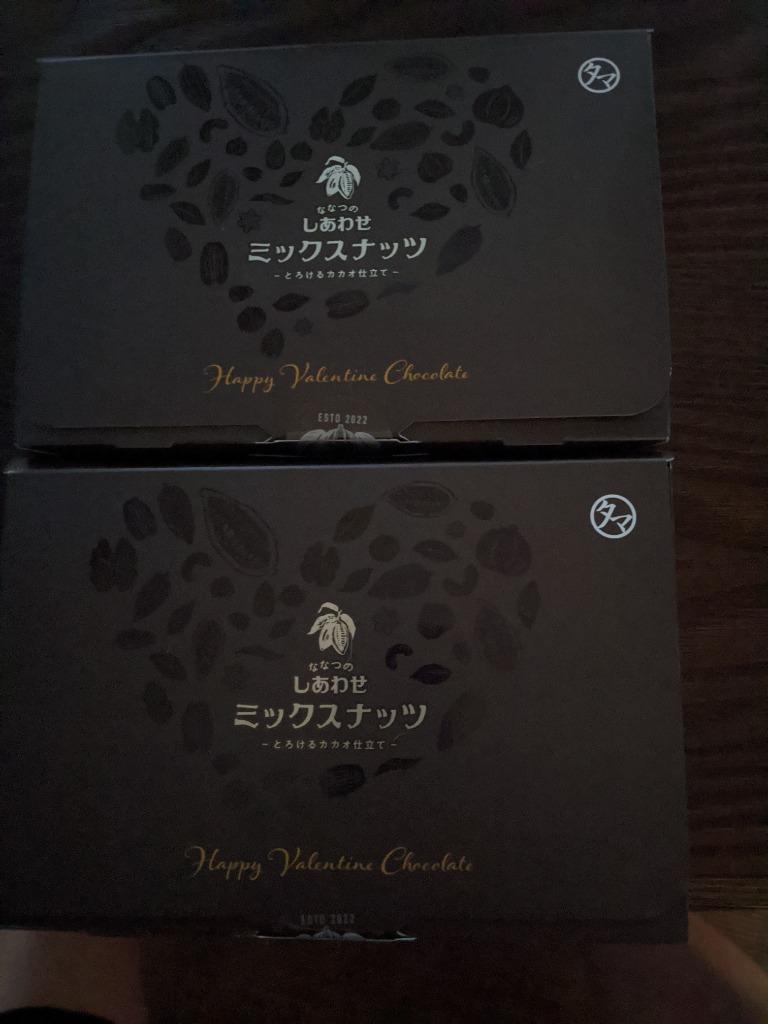 タマ
ななつの
しあわせ
ミックスナッツ
－とろけるカカオ仕立て－
Happy Valentine Chocolate
ESTD 2022
タマ
ななつの
しあわせ
ミックスナッツ
－とろけるカカオ仕立て－
Happy Valentine Chocolate
ESTD 2022